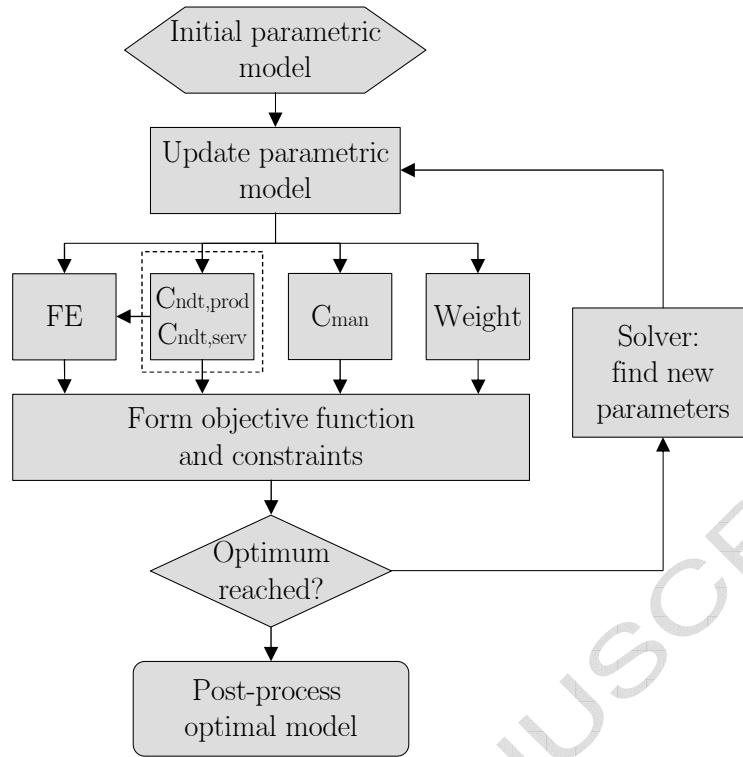 Initial parametric
model
Update parametric
model
FE
Cndt,prod
Cndt,serv
Cman
Weight
Solver:
find new
parameters
Form objective function
and constraints
Optimum
reached?
Post-process
optimal model